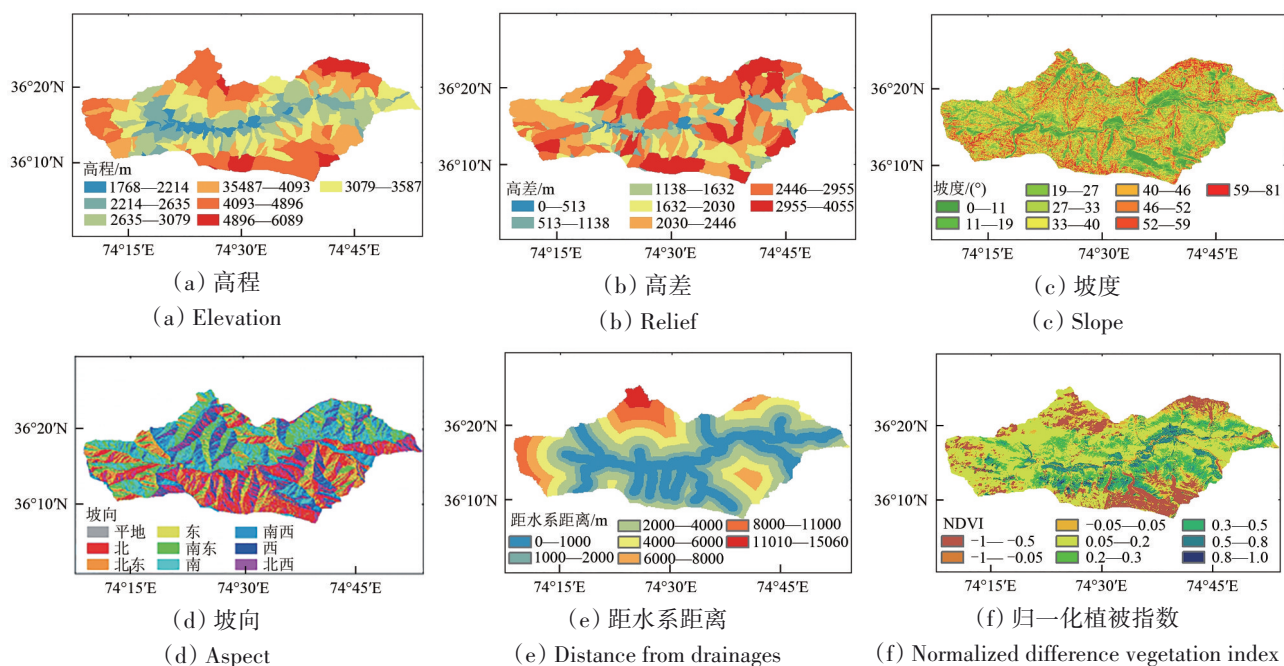 36°20′N
36°10′N
高程/m
1768—2214
35487—4093
3079—3587
2214—2635
4093—4896
2635—3079
4896—6089
74°15′E 74°30′E 74°45′E
(a) 高程
(a) Elevation
36°20′N
36°10′N
高差/m
0—513
513—1138
1138—1632
1632—2030
2030—2446
2446—2955
2955—4055
74°15′E 74°30′E 74°45′E
(b) 高差
(b) Relief
36°20′N
36°10′N
坡度/(°)
0—11
11—19
19—27
27—33
33—40
40—46
46—52
52—59
59—81
74°15′E 74°30′E 74°45′E
(c) 坡度
(c) Slope
36°20′N
36°10′N
坡向
平地
北
北东
东
南东
南
南西
西
北西
74°15′E 74°30′E 74°45′E
(d) 坡向
(d) Aspect
36°20′N
36°10′N
距水系距离/m
0—1000
1000—2000
2000—4000
4000—6000
6000—8000
8000—11000
11010—15060
74°15′E 74°30′E 74°45′E
(e) 距水系距离
(e) Distance from drainages
36°20′N
36°10′N
NDVI
−1— −0.5
−1— −0.05
−0.05—0.05
0.05—0.2
0.2—0.3
0.3—0.5
0.5—0.8
0.8—1.0
74°15′E 74°30′E 74°45′E
(f) 归一化植被指数
(f) Normalized difference vegetation index